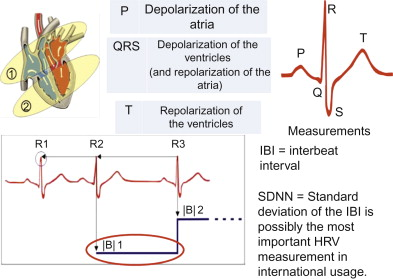 P
Depolarization of the
atria
QRS
Depolarization of the
ventricles
(and repolarization of the
atria)
T
Repolarization of
the ventricles
①
②
R
P
T
Q
S
Measurements
IBI = interbeat
interval
SDNN = Standard
deviation of the IBI is
possibly the most
important HRV
measurement in
international usage.
R1
R2
R3
|B| 1
|B| 2